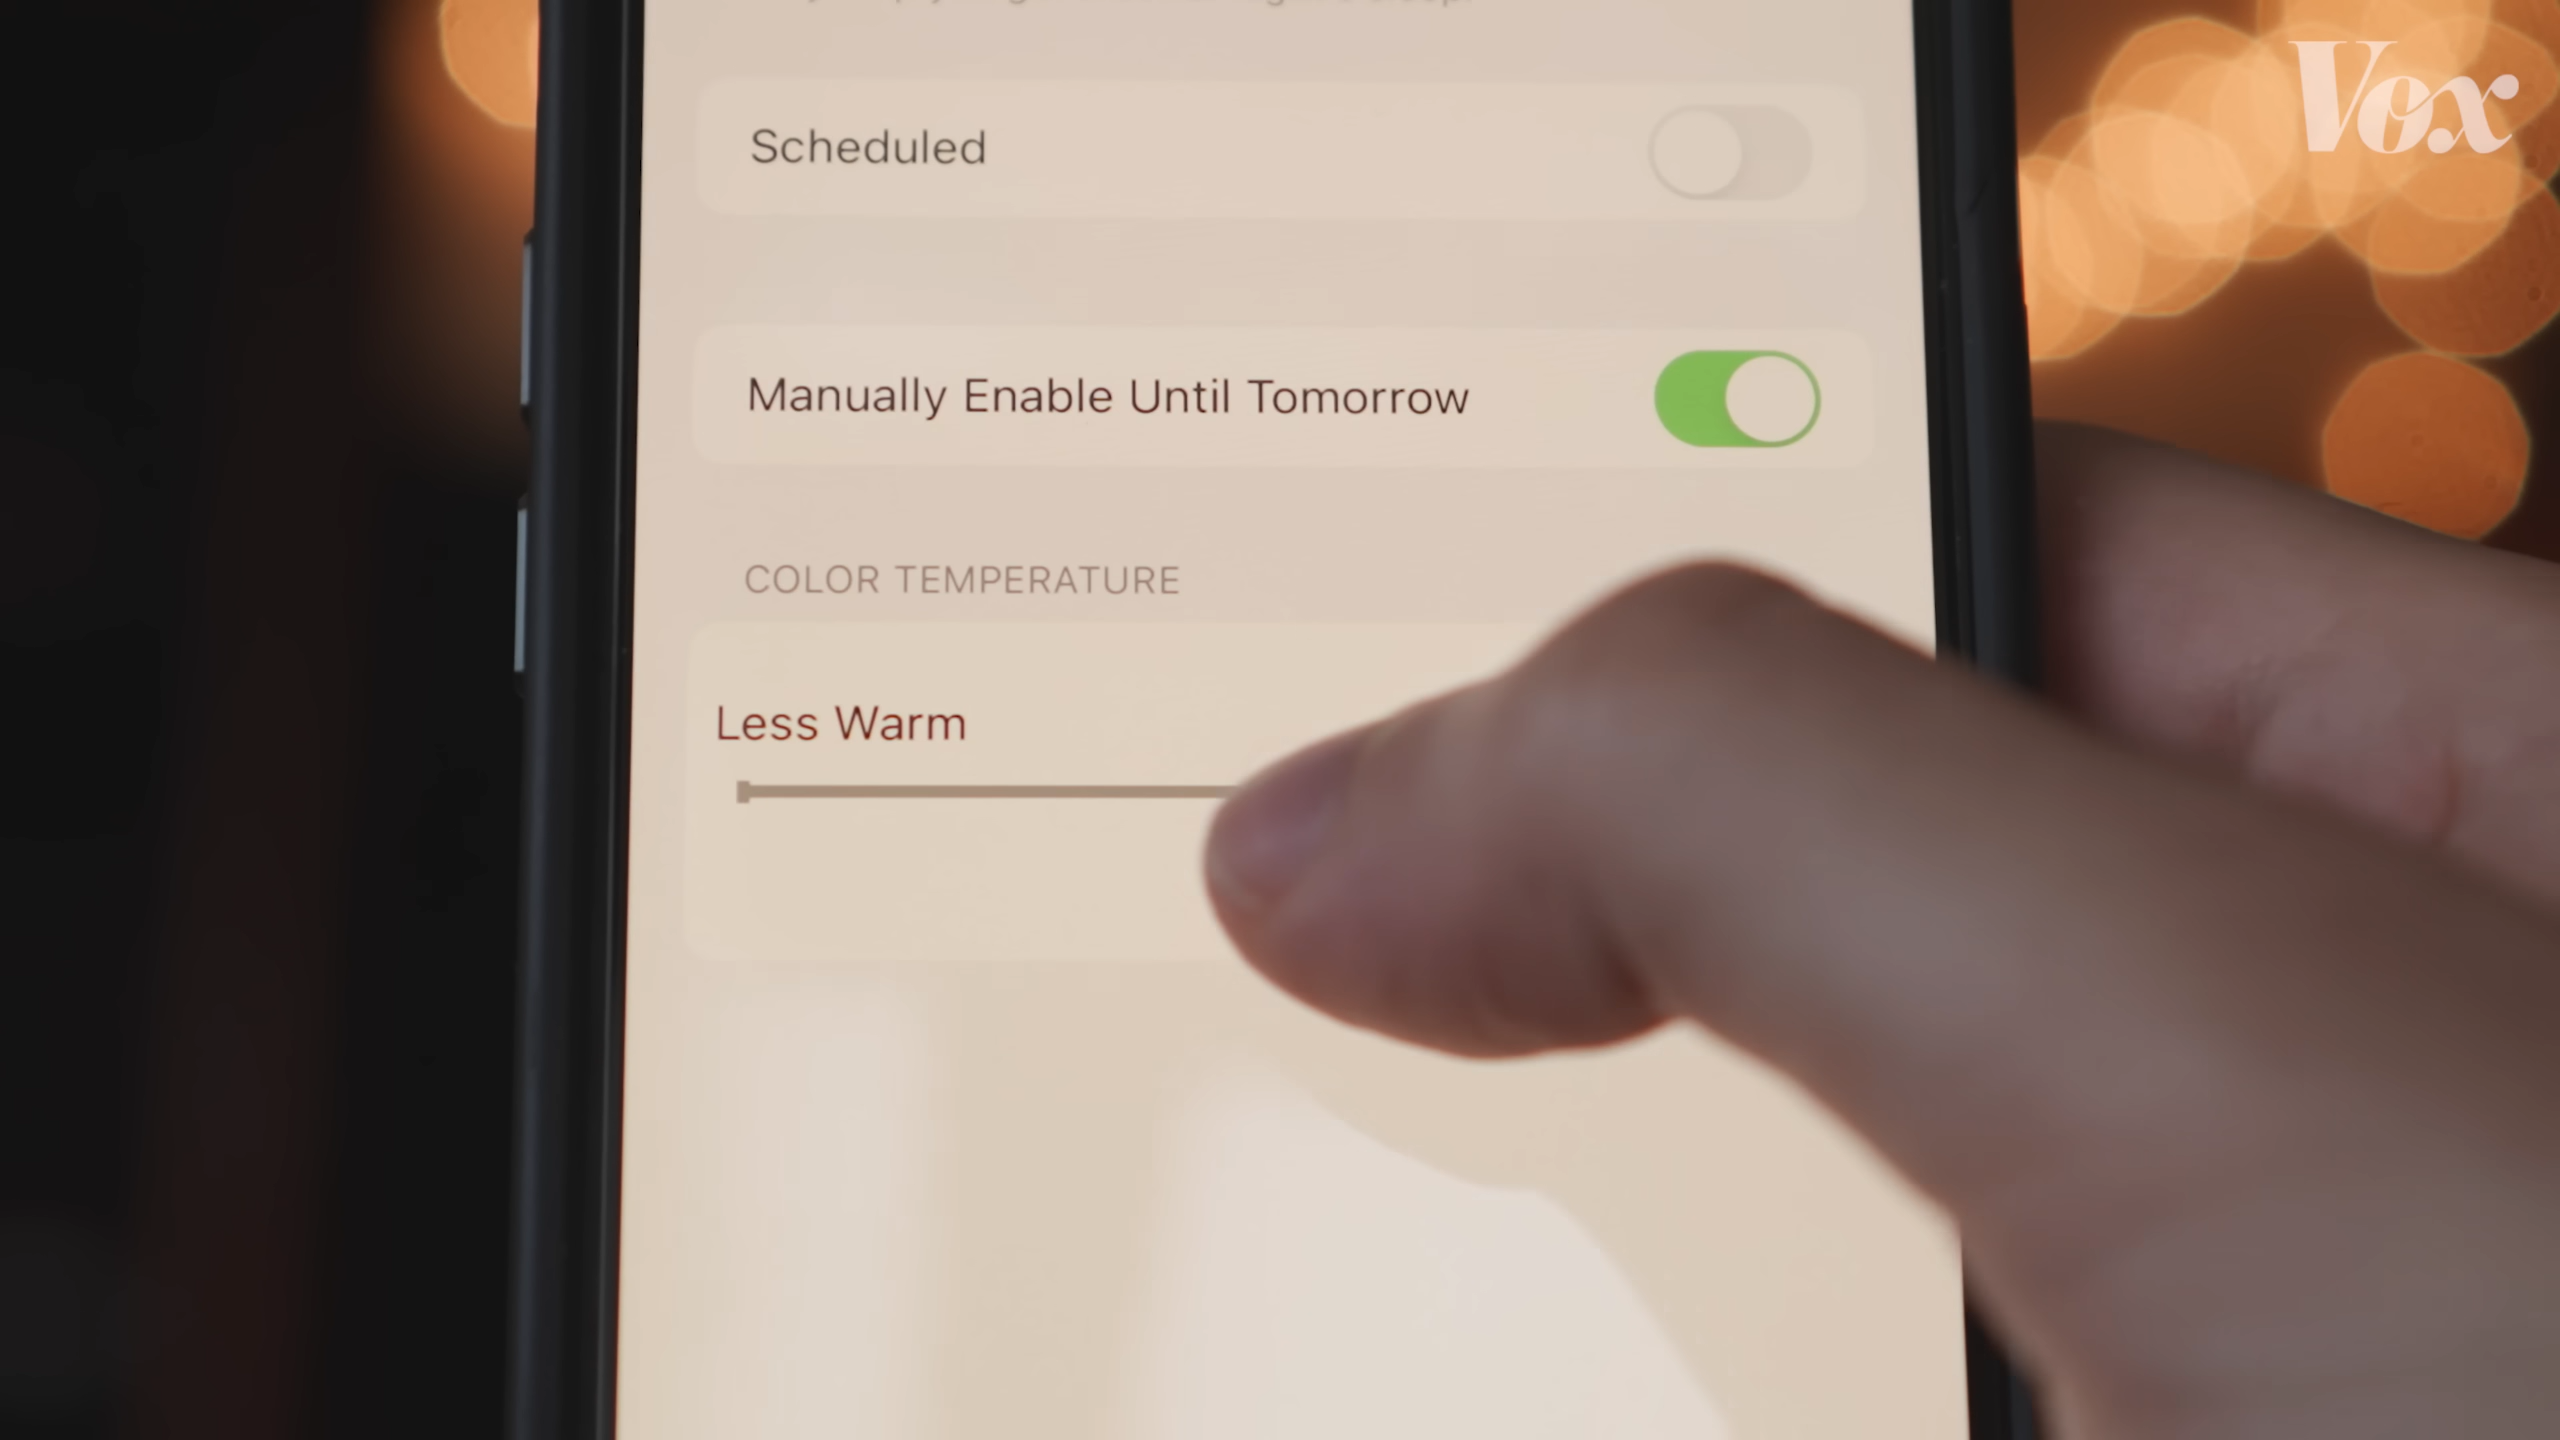 Vox
Scheduled
Manually Enable Until Tomorrow
COLOR TEMPERATURE
Less Warm